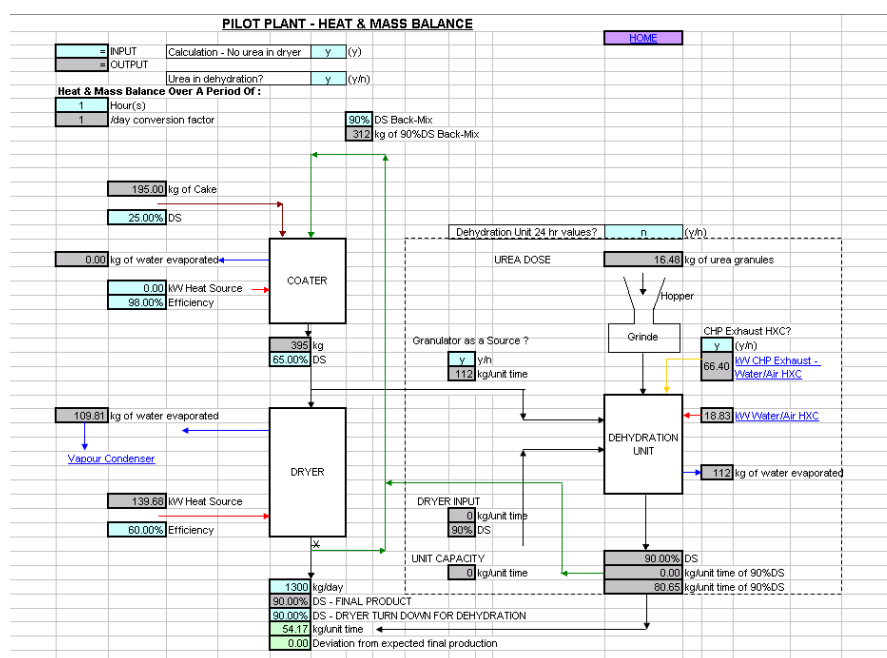 PILOT PLANT - HEAT & MASS BALANCE
HOME
= INPUT Calculation - No urea in dryer y (y)
= OUTPUT
Urea in dehydration? y (y/n)
Heat & Mass Balance Over A Period Of :
1 Hour(s)
1 /day conversion factor
90% DS Back-Mix
312 kg of 90%DS Back-Mix
195.00 kg of Cake
25.00% DS
Dehydration Unit 24 hr values? n (y/n)
0.00 kg of water evaporated
UREA DOSE 16.48 kg of urea granules
COATER
0.00 kW Heat Source
98.00% Efficiency
Hopper
Grinde
CHP Exhaust HXC?
y (y/n)
66.40 kW CHP Exhaust - Water/Air HXC
395 kg
65.00% DS
Granulator as a Source ?
y y/n
112 kg/unit time
109.81 kg of water evaporated
18.83 kW Water/Air HXC
DEHYDRATION
UNIT
Vapour Condenser
DRYER
112 kg of water evaporated
139.68 kW Heat Source
60.00% Efficiency
DRYER INPUT
0 kg/unit time
90% DS
X
UNIT CAPACITY
0 kg/unit time
90.00% DS
0.00 kg/unit time of 90%DS
80.65 kg/unit time of 90%DS
1300 kg/day
90.00% DS - FINAL PRODUCT
90.00% DS - DRYER TURN DOWN FOR DEHYDRATION
54.17 kg/unit time
0.00 Deviation from expected final production